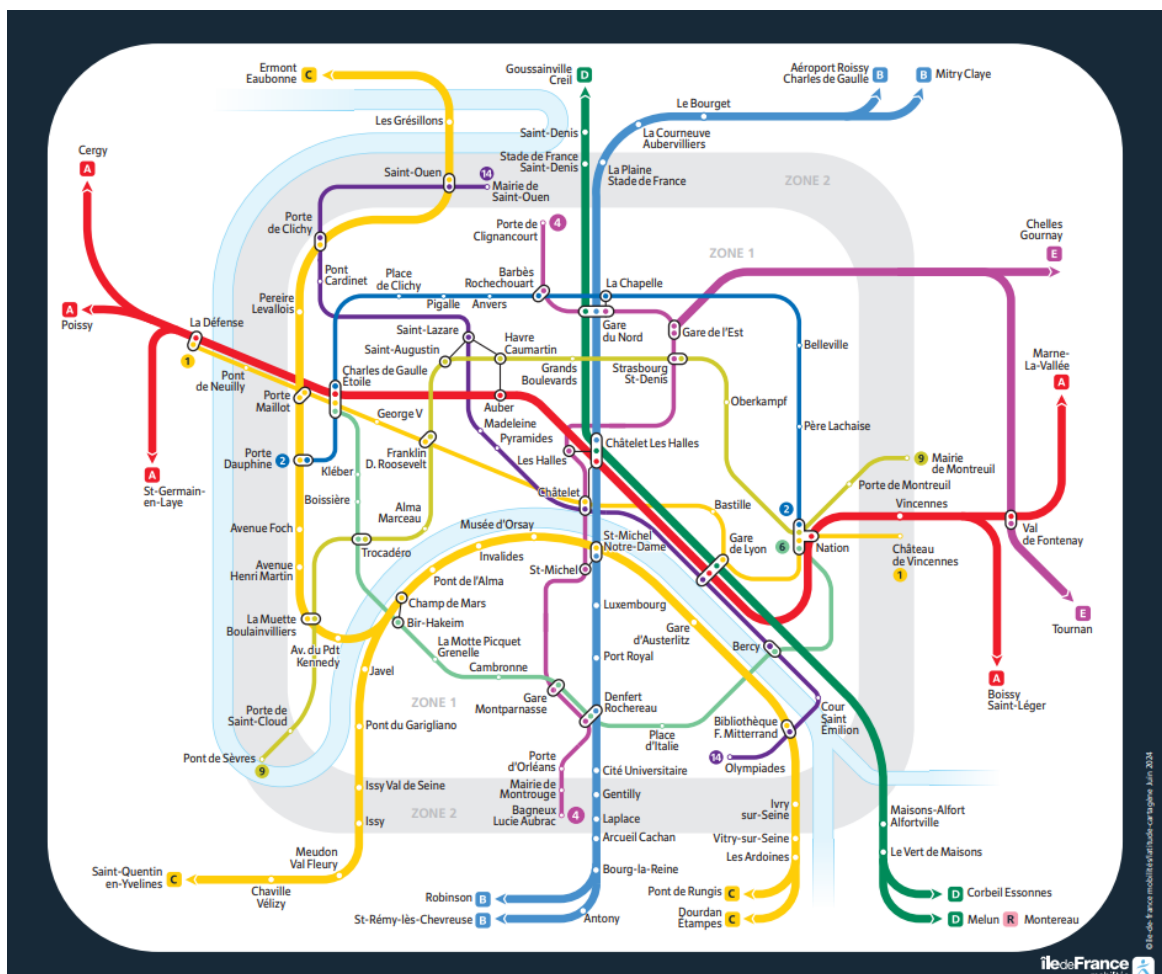 Ermont
Eaubonne
C
Goussainville
Creil
D
Aéroport Roissy
Charles de Gaulle
B
B
Mitry Claye
Les Grésillons
Le Bourget
La Courneuve
Aubervilliers
Saint-Denis
Stade de France
Saint-Denis
La Plaine
Stade de France
Cergy
A
Saint-Ouen
14
Mairie de
Saint-Ouen
ZONE 2
Porte
de Clichy
Porte de
Clignancourt
4
ZONE 1
Chelles
Gournay
E
Pont
Cardinet
Place
de Clichy
Pigalle
Anvers
Barbès
Rochechouart
La Chapelle
Pereire
Levallois
A
Poissy
La Défense
1
Pont
de Neuilly
Saint-Lazare
Saint-Augustin
Havre
Caumartin
Grands
Boulevards
Gare
du Nord
Gare de l'Est
Strasbourg
St-Denis
Belleville
Marne-
La-Vallée
A
Charles de Gaulle
Étoile
Porte
Maillot
George V
Auber
Madeleine
Pyramides
Oberkampf
Père Lachaise
Franklin
D. Roosevelt
Les Halles
Châtelet Les Halles
Porte
Dauphine
2
Kléber
Boissière
A
St-Germain-
en-Laye
9
Mairie
de Montreuil
Porte de Montreuil
Vincennes
Châtelet
Bastille
2
6
Nation
Alma
Marceau
Musée d'Orsay
Avenue Foch
Trocadéro
Invalides
St-Michel
Notre-Dame
Gare
de Lyon
Château
de Vincennes
1
Val
de Fontenay
Avenue
Henri Martin
Pont de l'Alma
St-Michel
Champ de Mars
Bir-Hakeim
Luxembourg
La Muette
Boulainvilliers
Av. du Pdt
Kennedy
La Motte Picquet
Grenelle
Cambronne
Gare
d'Austerlitz
Bercy
E
Tournan
Javel
Port Royal
A
Boissy
Saint-Léger
Porte de
Saint-Cloud
ZONE 1
Gare
Montparnasse
Denfert
Rochereau
Place
d'Italie
Bibliothèque
F. Mitterrand
Cour
Saint
Émilion
Pont du Garigliano
Pont de Sèvres
9
14
Olympiades
Porte
d'Orléans
Cité Universitaire
Issy Val de Seine
Mairie de
Montrouge
Gentilly
ZONE 2
Bagneux
Lucie Aubrac
4
Laplace
Ivry
sur-Seine
Issy
Arcueil Cachan
Vitry-sur-Seine
Maisons-Alfort
Alfortville
Meudon
Val Fleury
Les Ardoines
Le Vert de Maisons
Saint-Quentin
en-Yvelines
C
Chaville
Vélizy
Bourg-la-Reine
Robinson
B
Pont de Rungis
C
D
Corbeil Essonnes
St-Rémy-lès-Chevreuse
B
Antony
Dourdan
Étampes
C
D
Melun
R
Montereau
© île-de-france mobilités/latitude-cartagène Juin 2024
île de France
mobilités